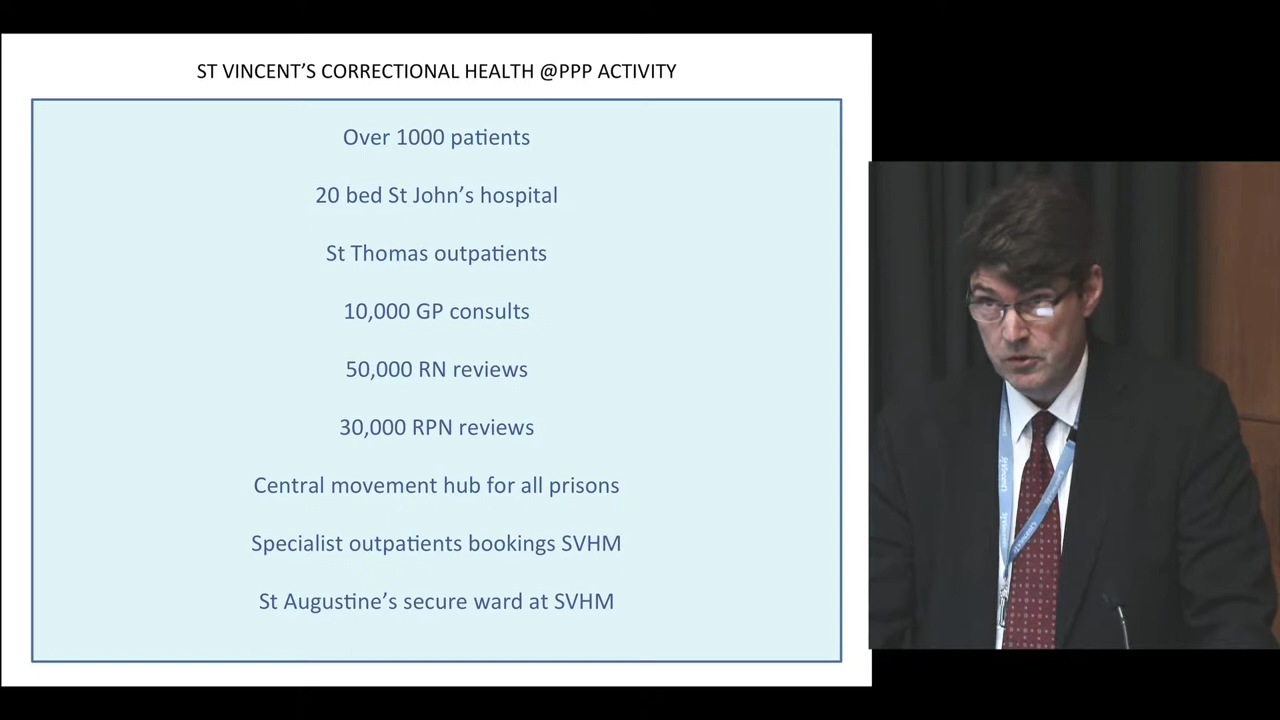 ST VINCENT'S CORRECTIONAL HEALTH @PPP ACTIVITY
Over 1000 patients
20 bed St John's hospital
St Thomas outpatients
10,000 GP consults
50,000 RN reviews
30,000 RPN reviews
Central movement hub for all prisons
Specialist outpatients bookings SVHM
St Augustine's secure ward at SVHM